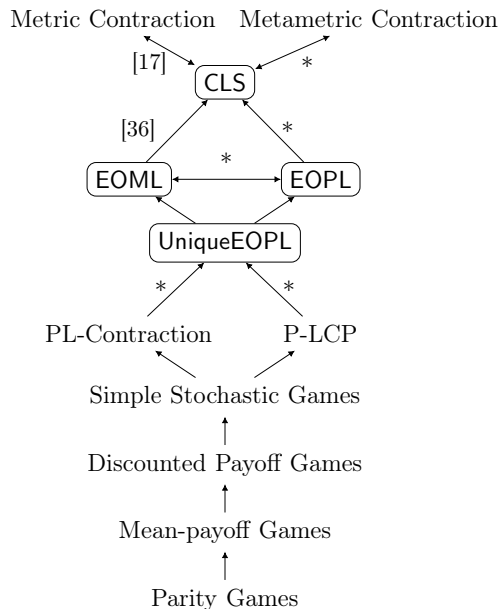 Metric Contraction Metametric Contraction
[17] *
CLS
[36] *
*
EOML EOPL
UniqueEOPL
* *
PL-Contraction P-LCP
Simple Stochastic Games
Discounted Payoff Games
Mean-payoff Games
Parity Games